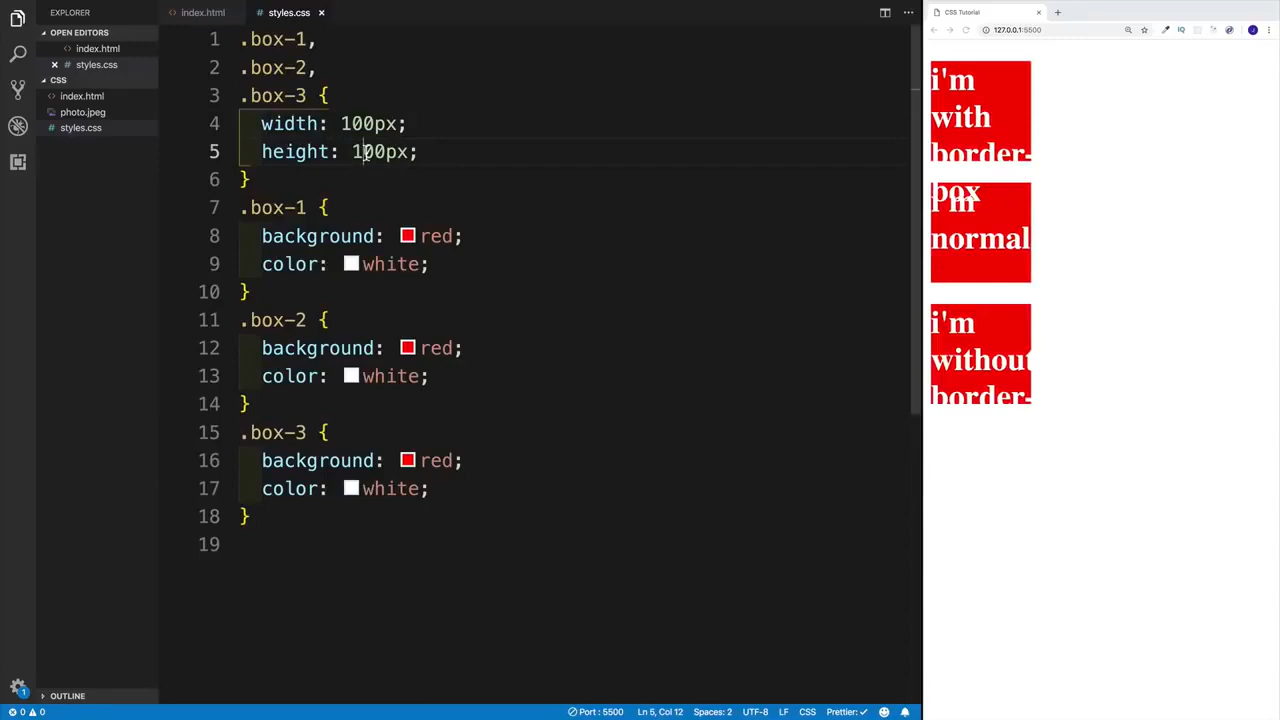 EXPLORER
OPEN EDITORS
index.html
styles.css
CSS
index.html
photo.jpeg
styles.css
OUTLINE
index.html
styles.css
1 .box-1,
2 .box-2,
3 .box-3 {
4 width: 100px;
5 height: 100px;
6 }
7 .box-1 {
8 background: red;
9 color: white;
10 }
11 .box-2 {
12 background: red;
13 color: white;
14 }
15 .box-3 {
16 background: red;
17 color: white;
18 }
19
CSS Tutorial
127.0.0.1:5500
IQ
J
i'm
with
border-
box
i'm
normal
i'm
without
border-
1
0 0
Port : 5500
Ln 5, Col 12
Spaces: 2
UTF-8
LF
CSS
Prettier: ✓